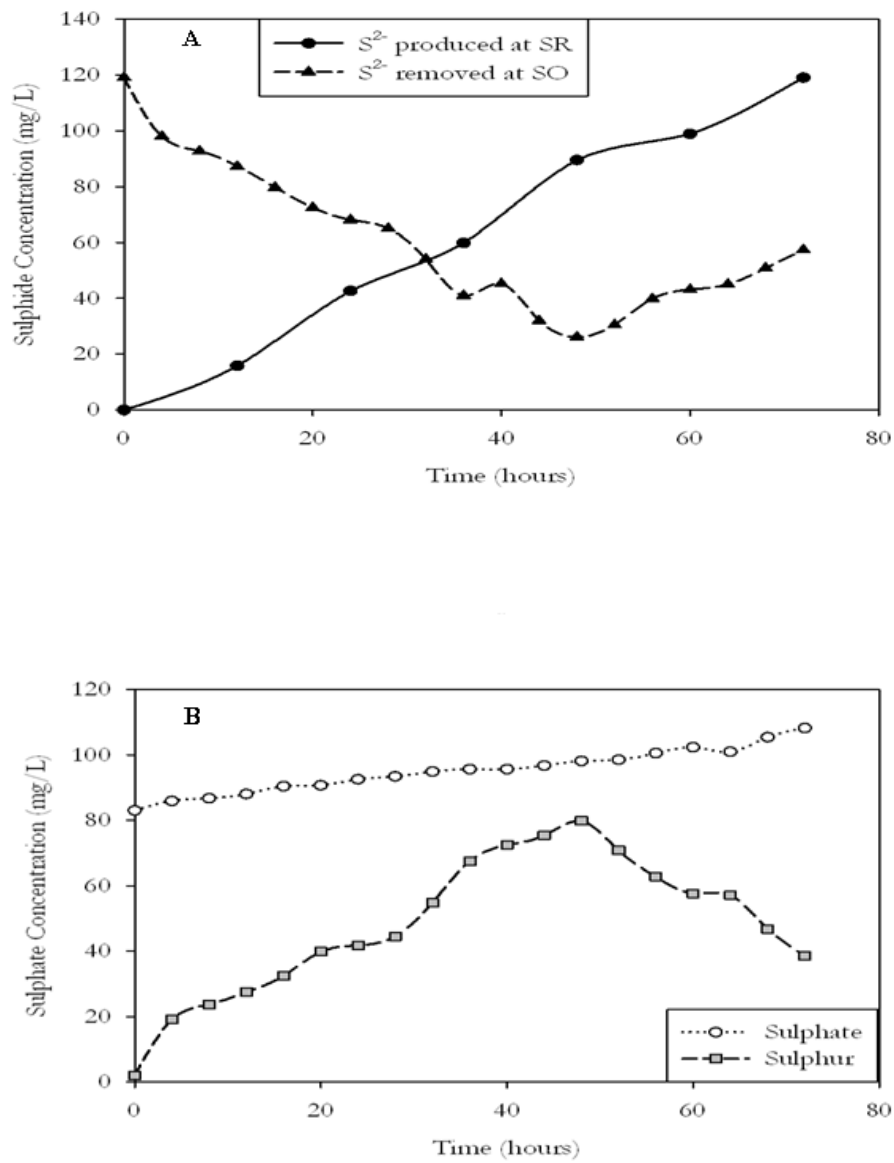 A
S2- produced at SR
S2- removed at SO
140
120
100
80
60
40
20
0
Sulphide Concentration (mg/L)
0 20 40 60 80
Time (hours)
B
120
100
80
60
40
20
0
Sulphate Concentration (mg/L)
Sulphate
Sulphur
0 20 40 60 80
Time (hours)